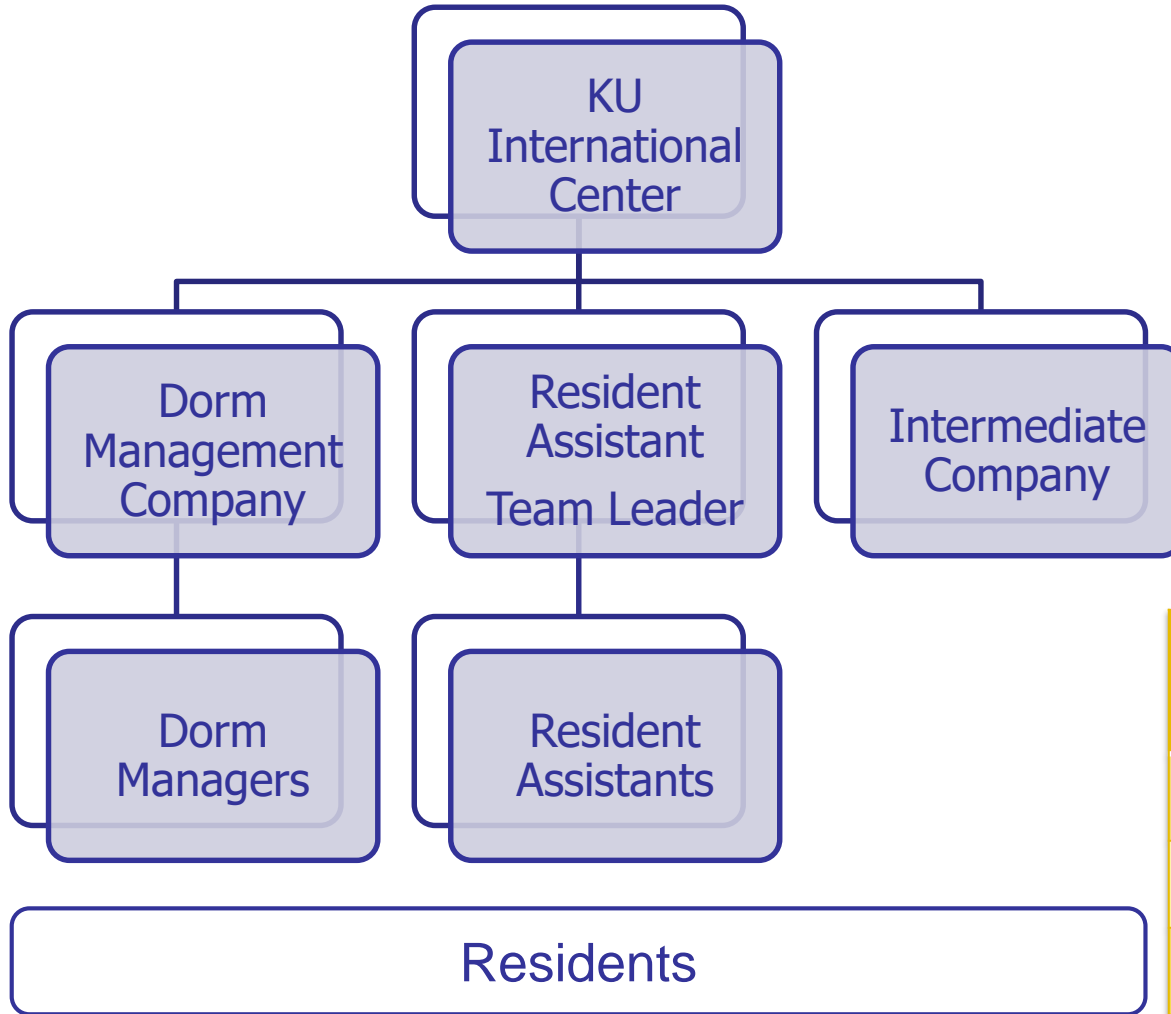 KU
International
Center
Dorm
Management
Company
Resident
Assistant
Team Leader
Intermediate
Company
Dorm
Managers
Resident
Assistants
Residents